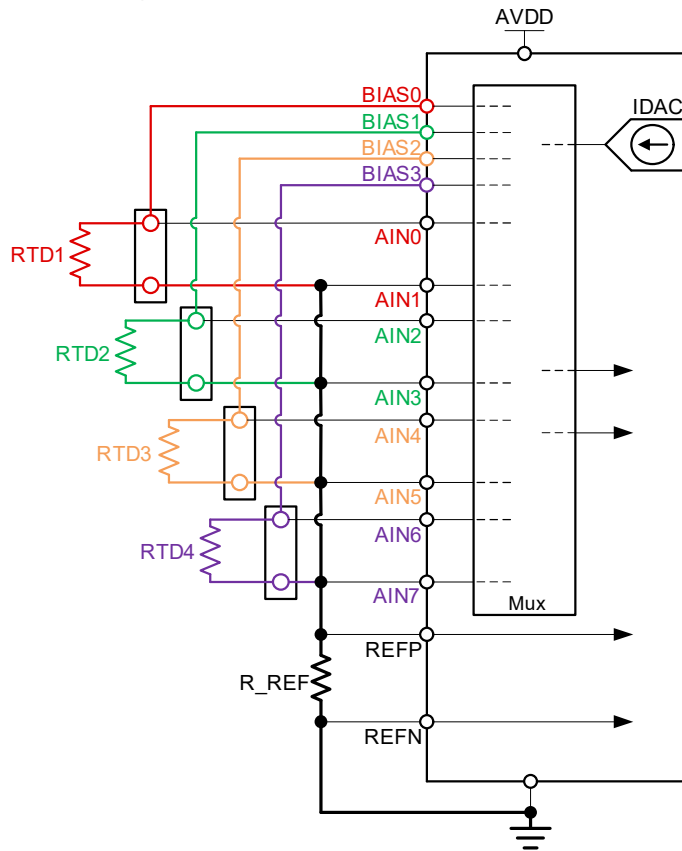 AVDD
BIAS0
IDAC
BIAS1
BIAS2
BIAS3
AIN0
RTD1
AIN1
AIN2
RTD2
AIN3
AIN4
RTD3
AIN5
AIN6
RTD4
AIN7
Mux
REFP
R_REF
REFN